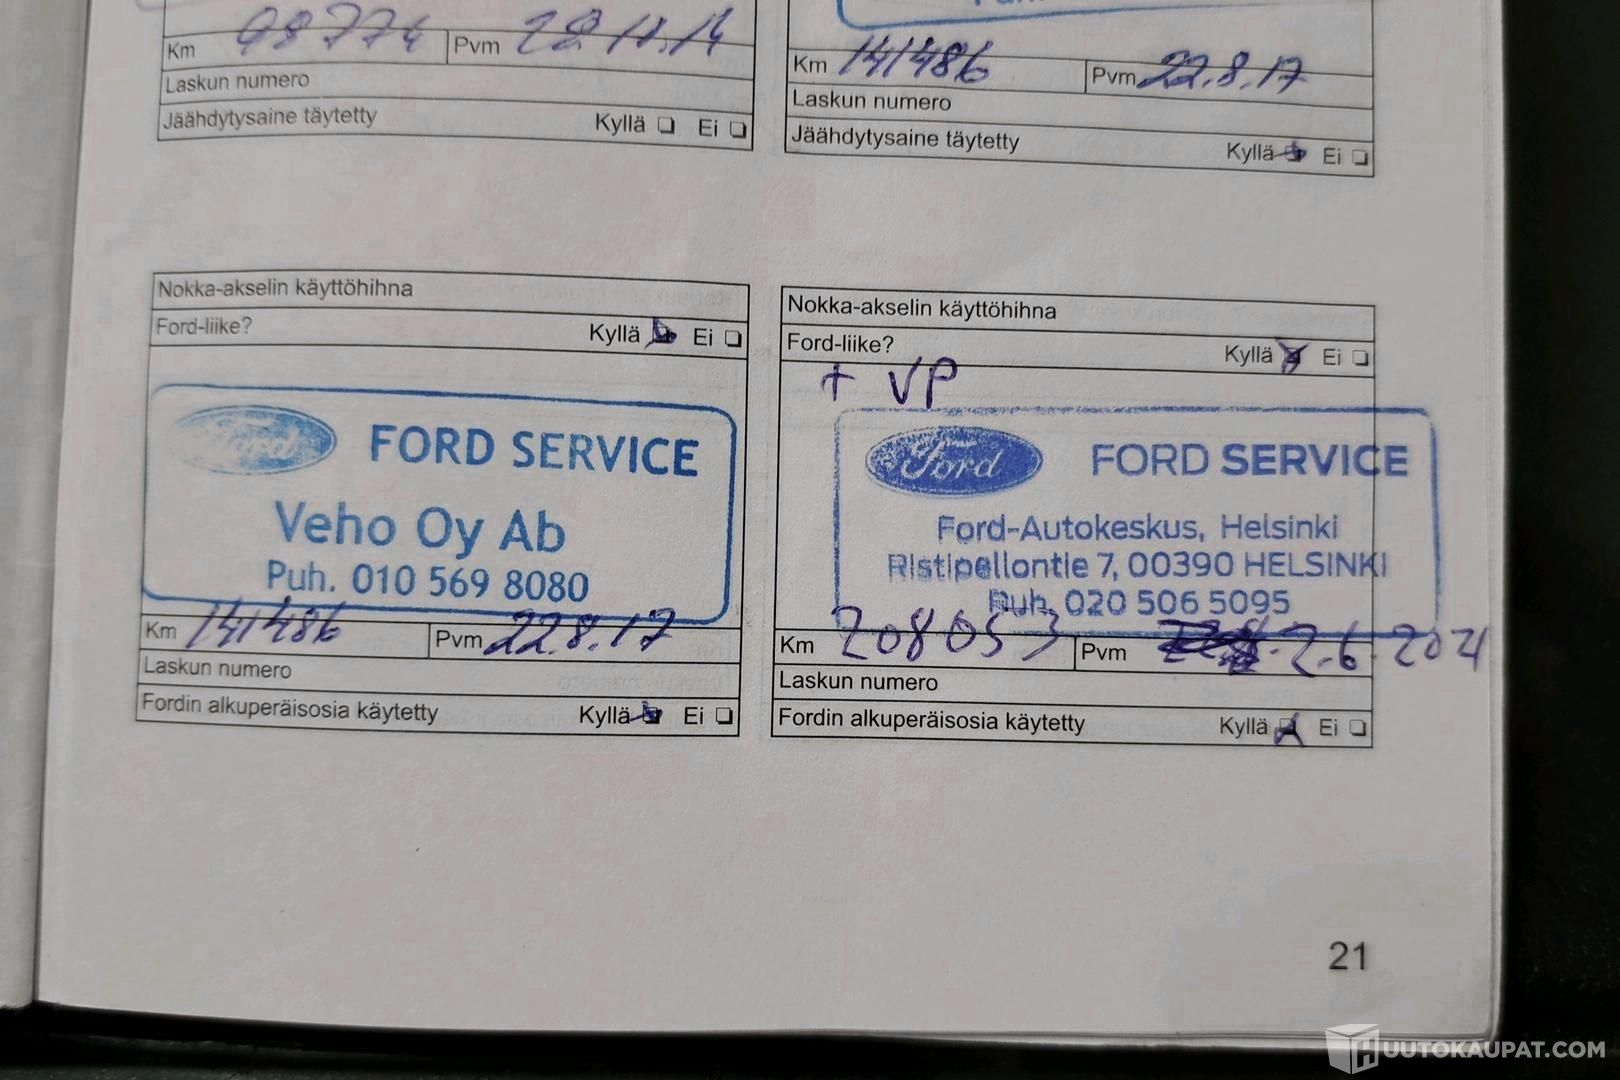 Km 98774 Pvm 28.11.14
Laskun numero
Jäähdytysaine täytetty Kyllä Ei
Km 141486 Pvm 22.8.17
Laskun numero
Jäähdytysaine täytetty Kyllä Ei
Nokka-akselin käyttöhihna
Ford-liike? Kyllä Ei
Ford FORD SERVICE
Veho Oy Ab
Puh. 010 569 8080
Km 141486 Pvm 22.8.17
Laskun numero
Fordin alkuperäisosia käytetty Kyllä Ei
Nokka-akselin käyttöhihna
Ford-liike? Kyllä Ei
+ VP
Ford FORD SERVICE
Ford-Autokeskus, Helsinki
Ristipellontie 7, 00390 HELSINKI
Puh. 020 506 5095
Km 208053 Pvm 2.6.2021
Laskun numero
Fordin alkuperäisosia käytetty Kyllä Ei
21
HUUTOKAUPAT.COM